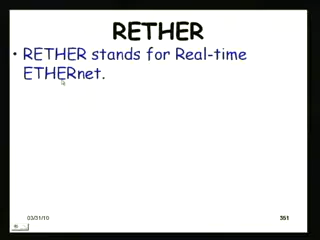 RETHER
• RETHER stands for Real-time
ETHERnet.
03/31/10
351